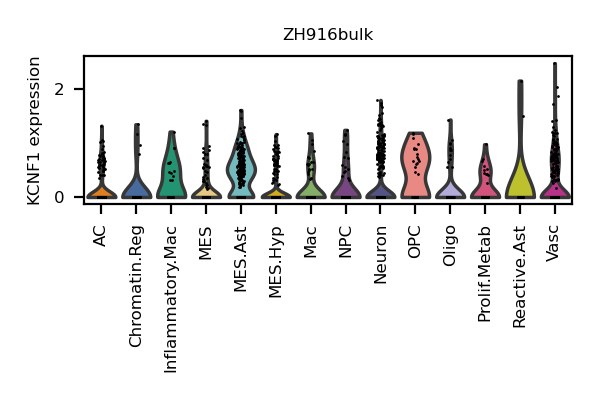 ZH916bulk
KCNF1 expression
2
0
AC
Chromatin.Reg
Inflammatory.Mac
MES
MES.Ast
MES.Hyp
Mac
NPC
Neuron
OPC
Oligo
Prolif.Metab
Reactive.Ast
Vasc